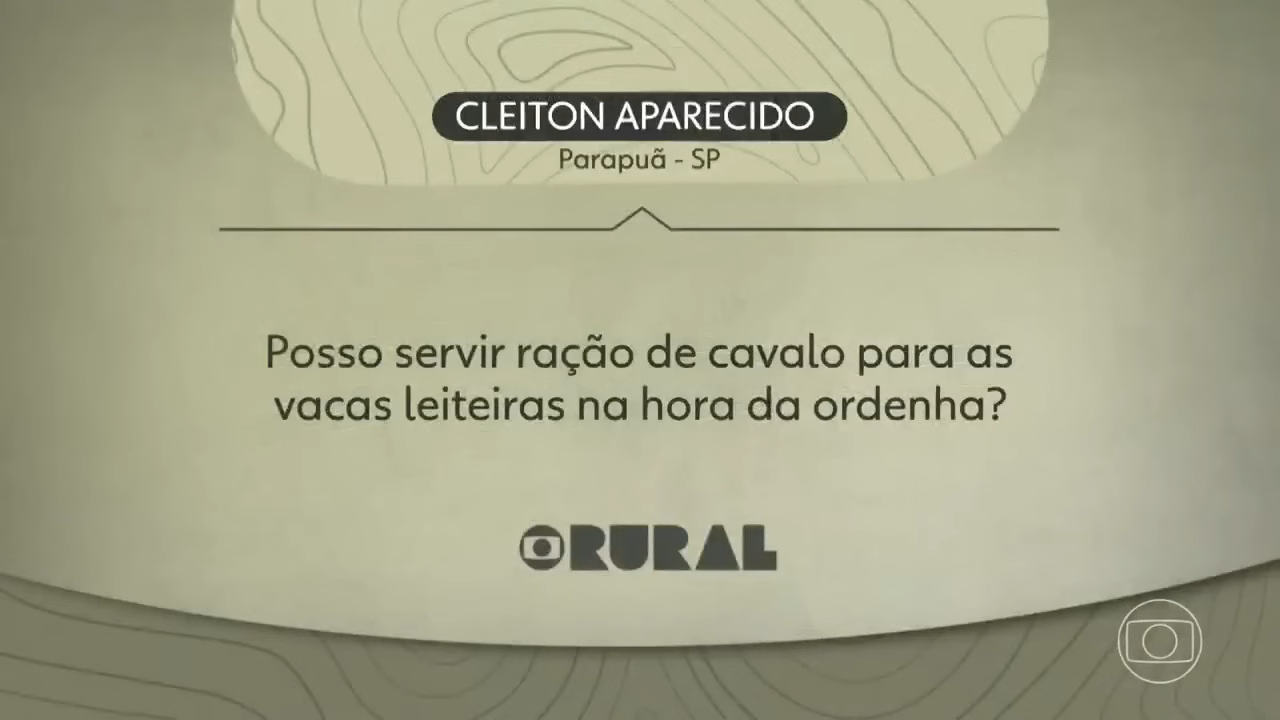 CLEITON APARECIDO
Parapuã - SP
Posso servir ração de cavalo para as
vacas leiteiras na hora da ordenha?
RURAL